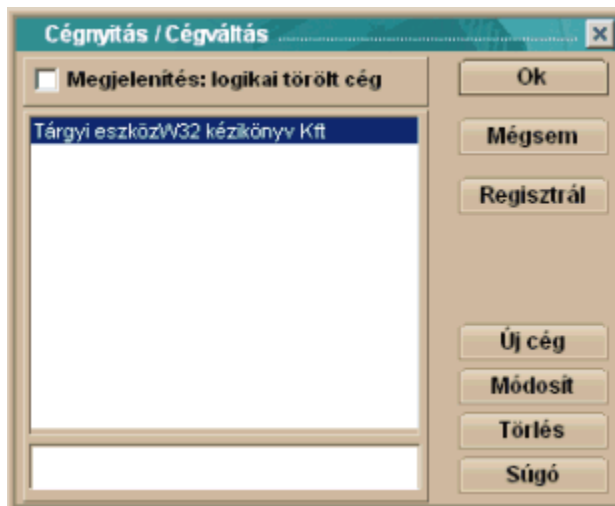 Cégnyitás / Cégváltás
Megjelenítés: logikai törölt cég
Tárgyi eszközW32 kézikönyv Kft
Ok
Mégsem
Regisztrál
Új cég
Módosít
Törlés
Súgó